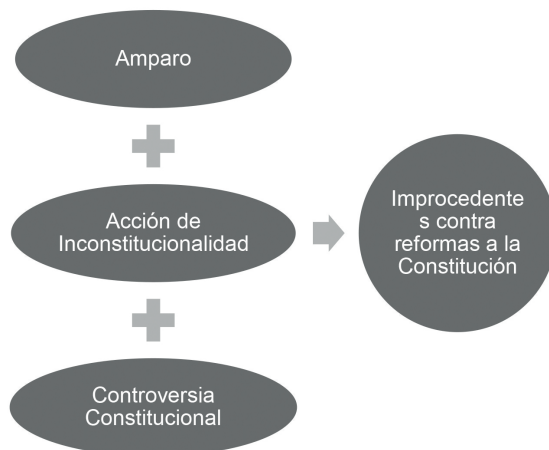 Amparo
Acción de
Inconstitucionalidad
Improcedente
s contra
reformas a la
Constitución
Controversia
Constitucional